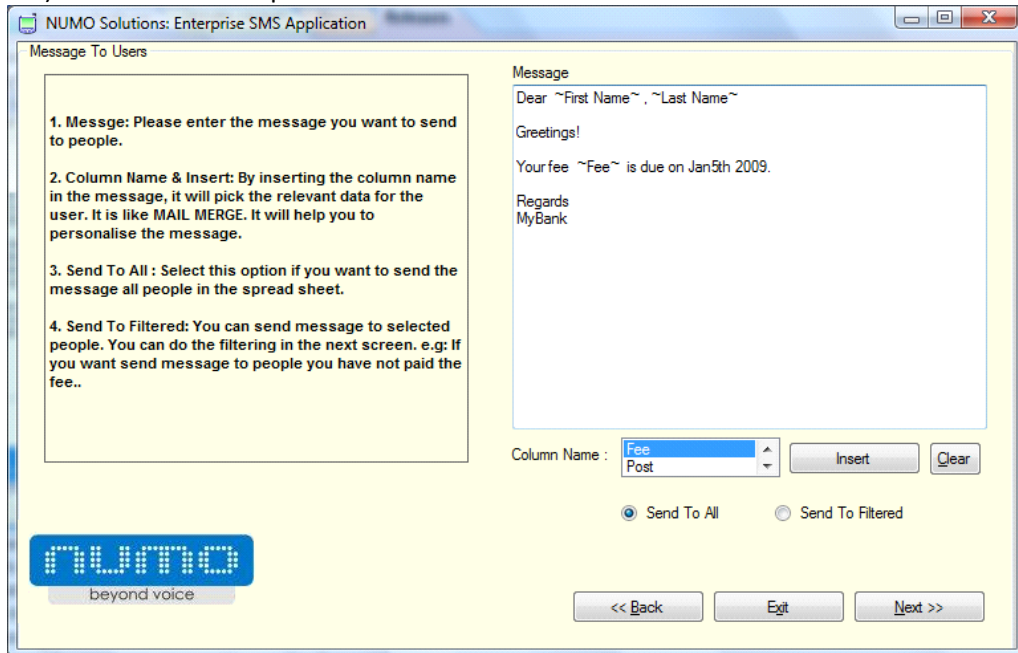 NUMO Solutions: Enterprise SMS Application
Message To Users
1. Messge: Please enter the message you want to send
to people.
2. Column Name & Insert: By inserting the column name
in the message, it will pick the relevant data for the
user. It is like MAIL MERGE. It will help you to
personalise the message.
3. Send To All : Select this option if you want to send the
message all people in the spread sheet.
4. Send To Filtered: You can send message to selected
people. You can do the filtering in the next screen. e.g: If
you want send message to people you have not paid the
fee..
Message
Dear ~First Name~ , ~Last Name~
Greetings!
Your fee ~Fee~ is due on Jan5th 2009.
Regards
MyBank
Column Name :
Fee
Post
Insert
Clear
Send To All
Send To Filtered
numo
beyond voice
<< Back
Exit
Next >>